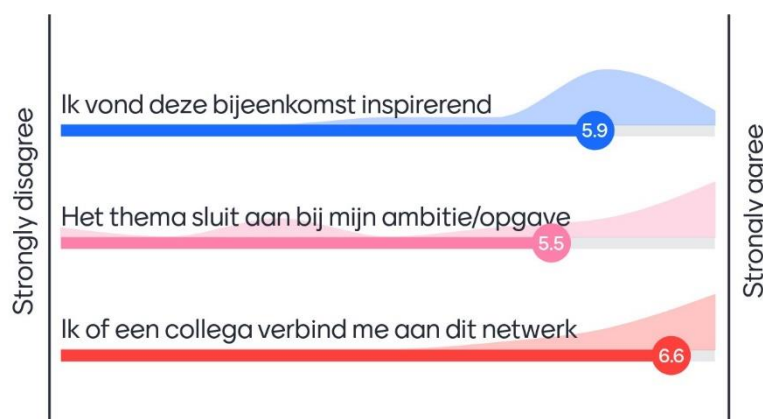 Strongly disagree
Ik vond deze bijeenkomst inspirerend
5.9
Het thema sluit aan bij mijn ambitie/opgave
5.5
Ik of een collega verbind me aan dit netwerk
6.6
Strongly agree